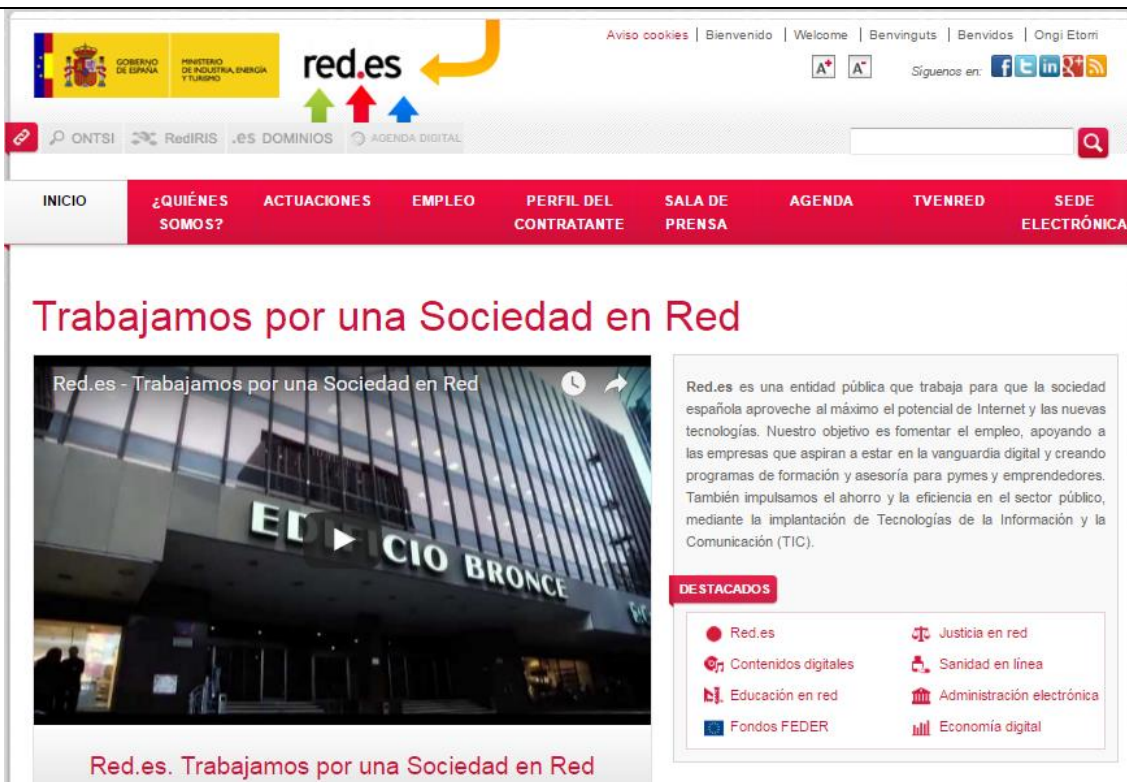 Aviso cookies | Bienvenido | Welcome | Benvinguts | Benvidos | Ongi Etorri
GOBIERNO DE ESPAÑA
MINISTERIO DE INDUSTRIA, ENERGÍA Y TURISMO
red.es
A+ A-
Síguenos en:
ONTSI RedIRIS .es DOMINIOS AGENDA DIGITAL
INICIO
¿QUIÉNES SOMOS?
ACTUACIONES
EMPLEO
PERFIL DEL CONTRATANTE
SALA DE PRENSA
AGENDA
TVENRED
SEDE ELECTRÓNICA
Trabajamos por una Sociedad en Red
Red.es - Trabajamos por una Sociedad en Red
EDIFICIO BRONCE
Red.es. Trabajamos por una Sociedad en Red
Red.es es una entidad pública que trabaja para que la sociedad
española aproveche al máximo el potencial de Internet y las nuevas
tecnologías. Nuestro objetivo es fomentar el empleo, apoyando a
las empresas que aspiran a estar en la vanguardia digital y creando
programas de formación y asesoría para pymes y emprendedores.
También impulsamos el ahorro y la eficiencia en el sector público,
mediante la implantación de Tecnologías de la Información y la
Comunicación (TIC).
DESTACADOS
Red.es
Justicia en red
Contenidos digitales
Sanidad en línea
Educación en red
Administración electrónica
Fondos FEDER
Economía digital